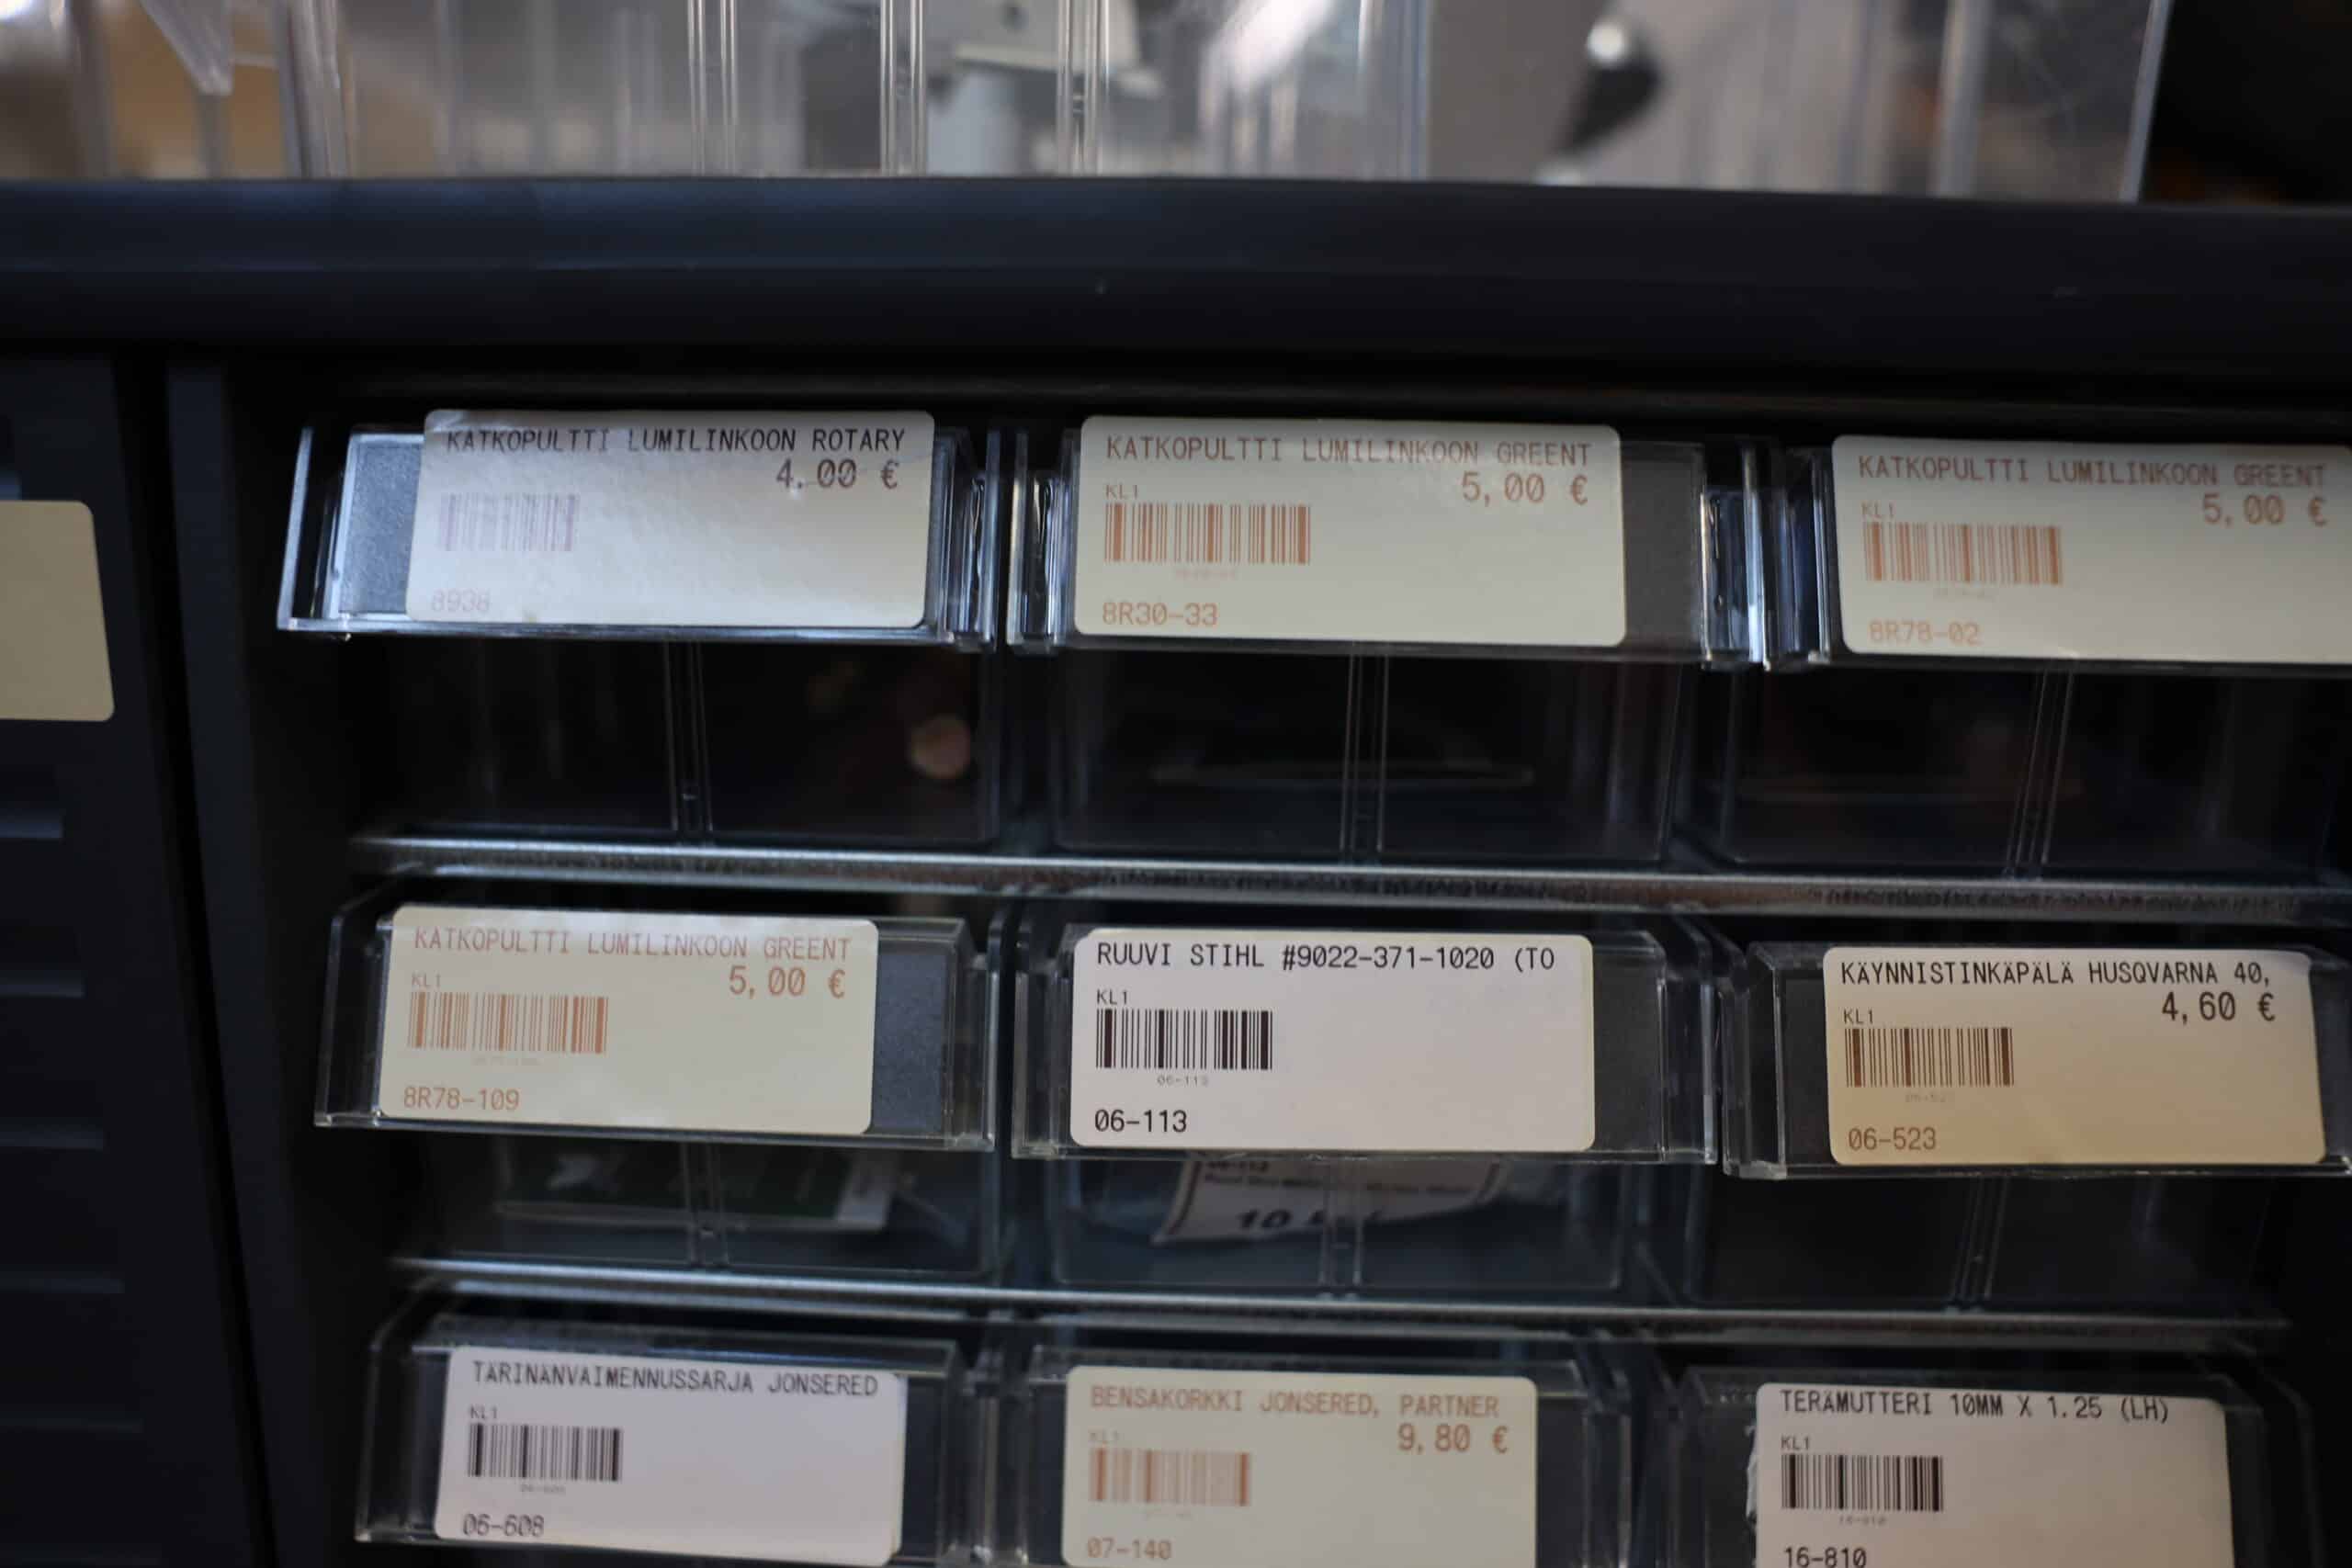 KATKOPULTTI LUMILINKOON ROTARY
4.00 €
8938
KATKOPULTTI LUMILINKOON GREENT
KL1
5,00 €
8R30-33
KATKOPULTTI LUMILINKOON GREENT
KL1
5,00 €
8R78-02
KATKOPULTTI LUMILINKOON GREENT
KL1
5,00 €
8R78-109
RUUVI STIHL #9022-371-1020 (TO
KL1
06-113
06-113
KÄYNNISTINKÄPÄLÄ HUSQVARNA 40,
KL1
4,60 €
06-523
10
TÄRINÄNVAIMENNUSSARJA JONSERED
KL1
06-608
06-608
BENSAKORKKI JONSERED, PARTNER
KL1
9,80 €
07-140
TERÄMUTTERI 10MM X 1.25 (LH)
KL1
16-810
16-810